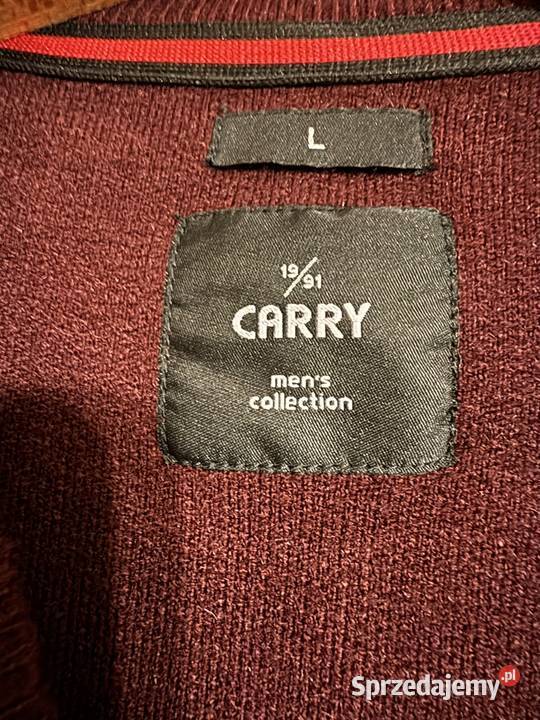 L
19/91
CARRY
men's
collection
Sprzedajemy.pl